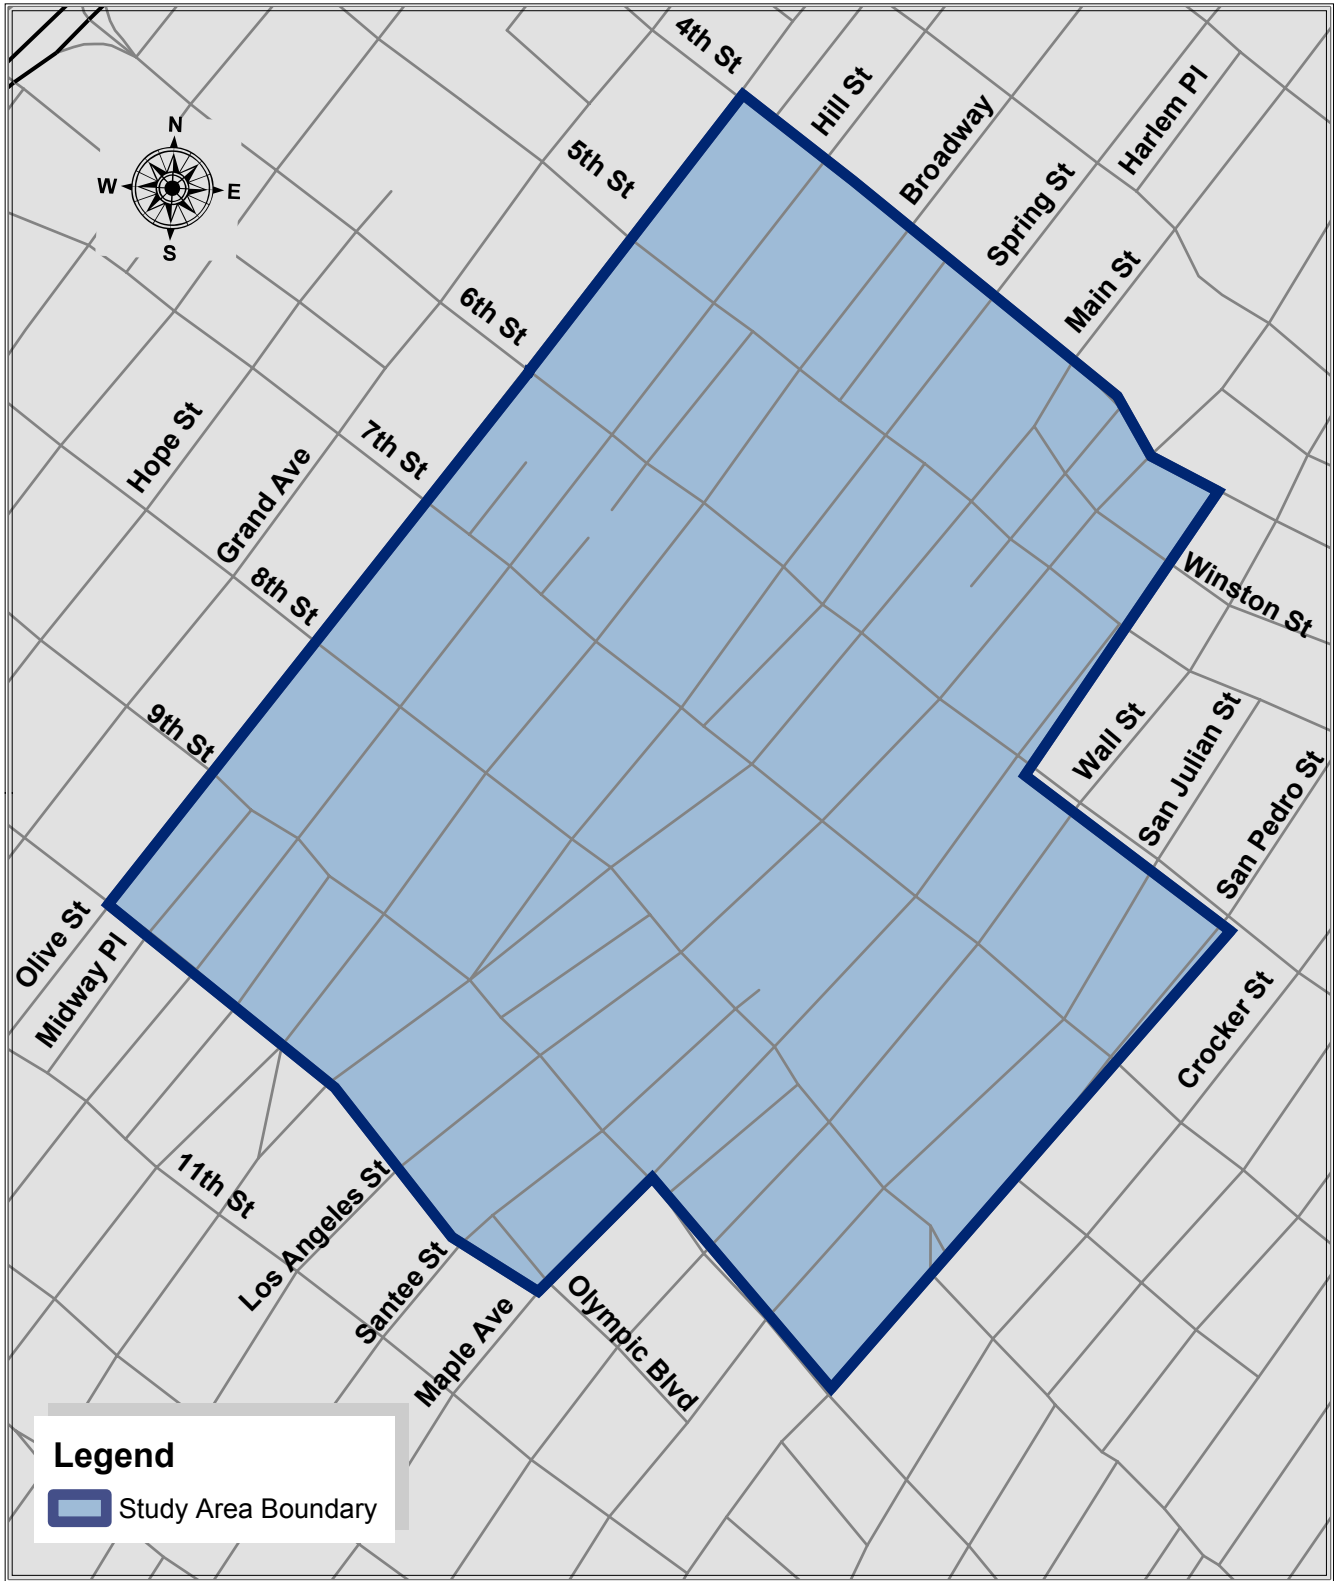 4th St
Hill St
Harlem Pl
Broadway
N
W
E
S
5th St
Spring St
Main St
6th St
7th St
Hope St
Grand Ave
8th St
Winston St
9th St
Wall St
San Julian St
San Pedro St
Olive St
Midway Pl
Crocker St
11th St
Los Angeles St
Santee St
Maple Ave
Olympic Blvd
Legend
Study Area Boundary